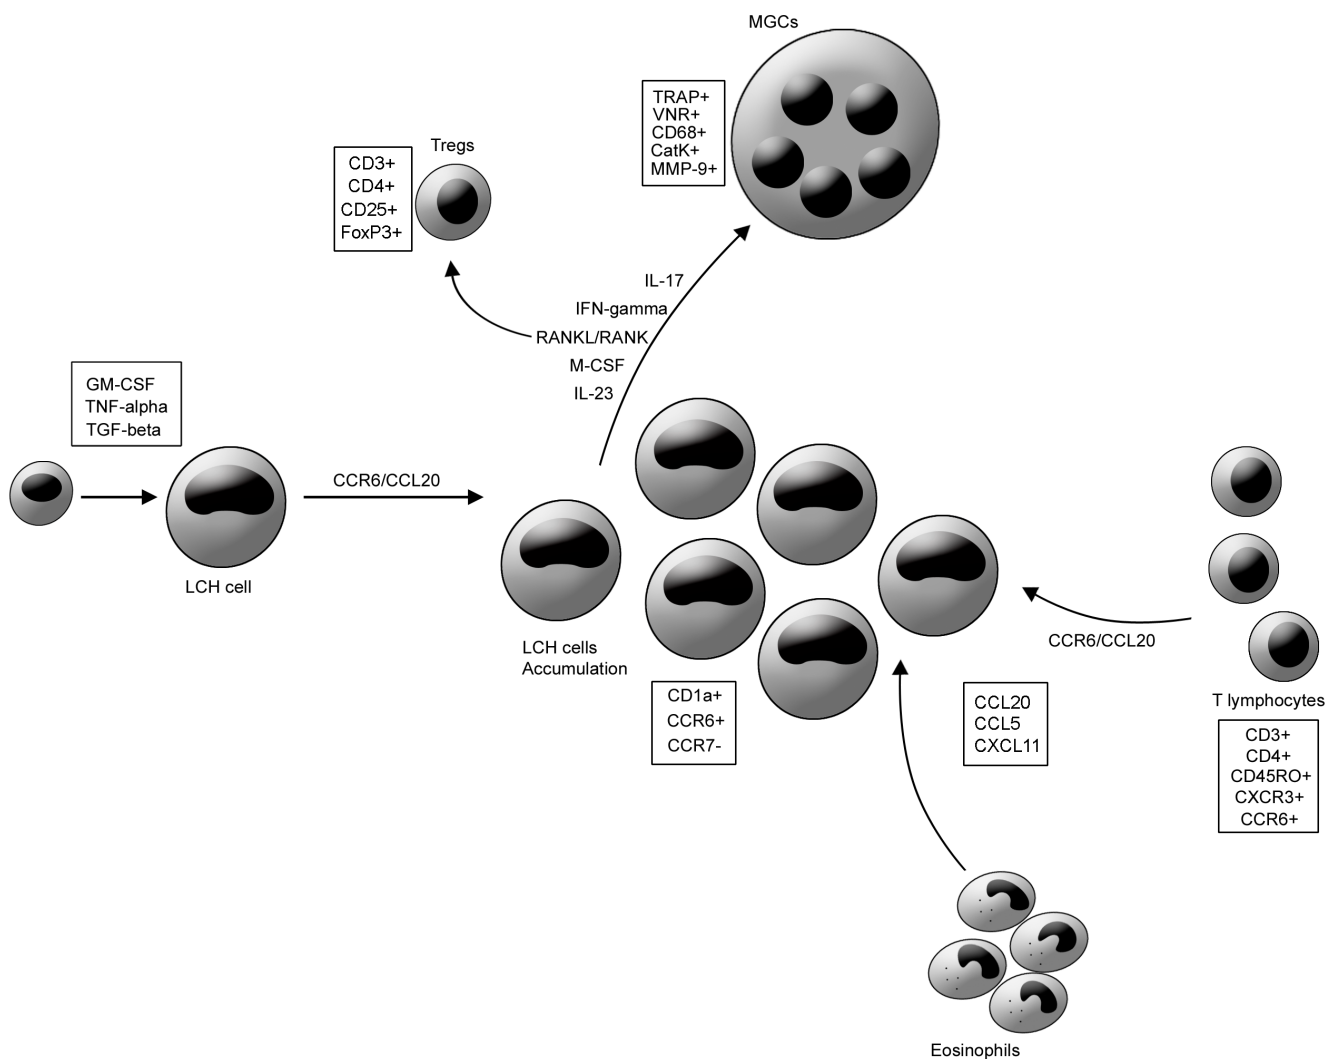 MGCs
TRAP+
VNR+
CD68+
CatK+
MMP-9+
Tregs
CD3+
CD4+
CD25+
FoxP3+
IL-17
IFN-gamma
RANKL/RANK
M-CSF
IL-23
GM-CSF
TNF-alpha
TGF-beta
LCH cell
CCR6/CCL20
LCH cells
Accumulation
CD1a+
CCR6+
CCR7-
CCR6/CCL20
CCL20
CCL5
CXCL11
T lymphocytes
CD3+
CD4+
CD45RO+
CXCR3+
CCR6+
Eosinophils